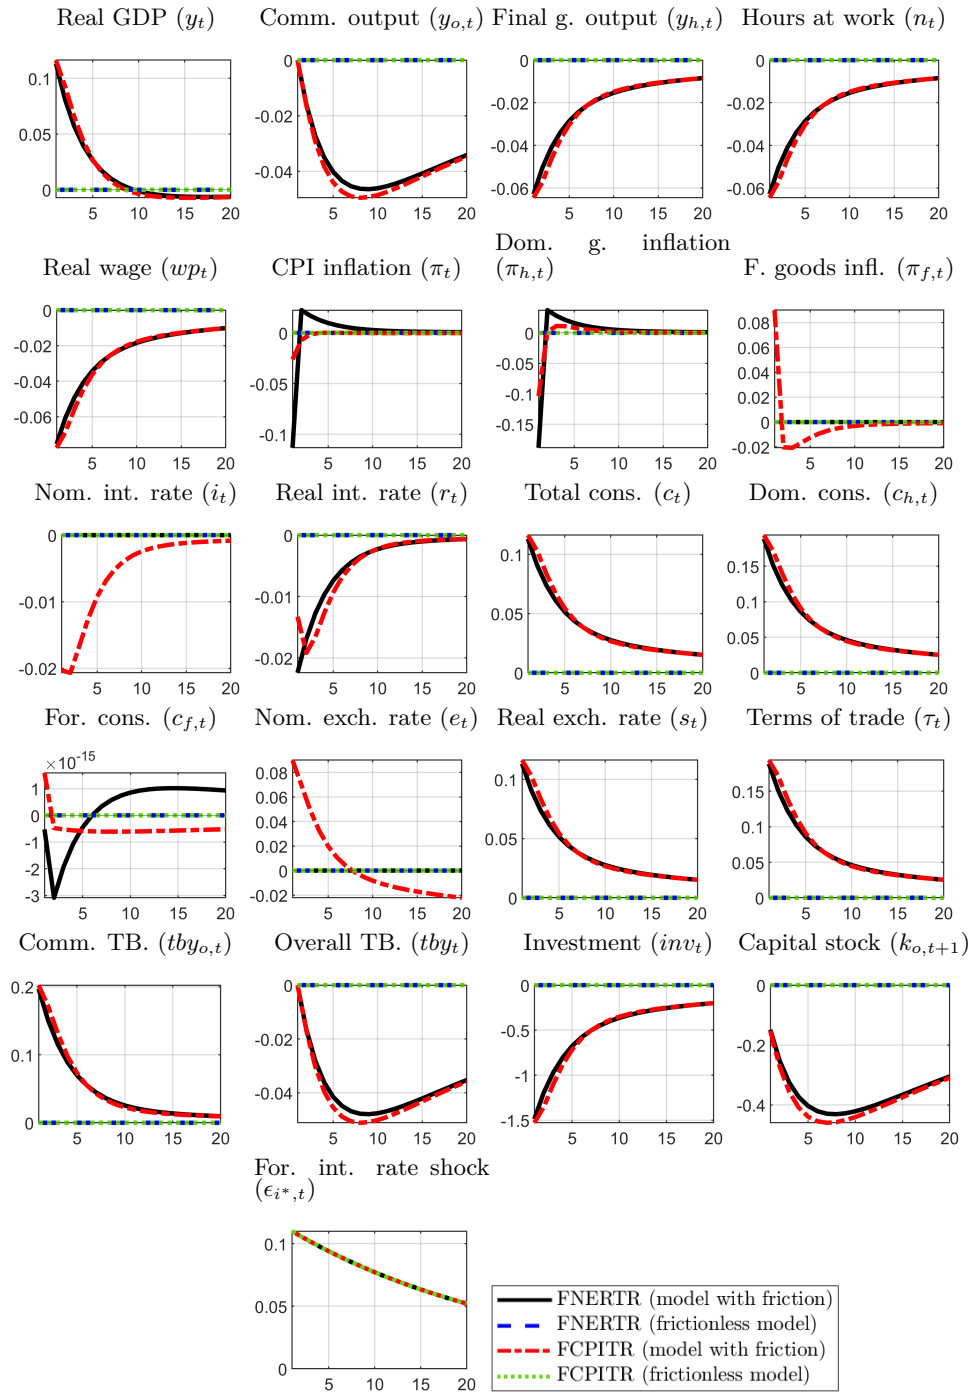 Real GDP (y_t)
Comm. output (y_{o,t})
Final g. output (y_{h,t})
Hours at work (n_t)
0.1
0.05
0
5 10 15 20
0
-0.02
-0.04
5 10 15 20
0
-0.02
-0.04
-0.06
5 10 15 20
0
-0.02
-0.04
-0.06
5 10 15 20
Real wage (wp_t)
CPI inflation (π_t)
Dom. g. inflation
(π_{h,t})
F. goods infl. (π_{f,t})
0
-0.02
-0.04
-0.06
5 10 15 20
0
-0.05
-0.1
5 10 15 20
0
-0.05
-0.1
-0.15
5 10 15 20
0.08
0.06
0.04
0.02
0
-0.02
5 10 15 20
Nom. int. rate (i_t)
Real int. rate (r_t)
Total cons. (c_t)
Dom. cons. (c_{h,t})
0
-0.01
-0.02
5 10 15 20
0
-0.01
-0.02
5 10 15 20
0.1
0.05
0
5 10 15 20
0.15
0.1
0.05
0
5 10 15 20
For. cons. (c_{f,t})
Nom. exch. rate (e_t)
Real exch. rate (s_t)
Terms of trade (τ_t)
×10^{-15}
1
0
-1
-2
-3
5 10 15 20
0.08
0.06
0.04
0.02
0
-0.02
5 10 15 20
0.1
0.05
0
5 10 15 20
0.15
0.1
0.05
0
5 10 15 20
Comm. TB. (tby_{o,t})
Overall TB. (tby_t)
Investment (inv_t)
Capital stock (k_{o,t+1})
0.2
0.1
0
5 10 15 20
0
-0.02
-0.04
5 10 15 20
0
-0.5
-1
-1.5
5 10 15 20
0
-0.2
-0.4
5 10 15 20
For. int. rate shock
(ϵ_{i*,t})
0.1
0.05
0
5 10 15 20
FNERTR (model with friction)
FNERTR (frictionless model)
FCPITR (model with friction)
FCPITR (frictionless model)